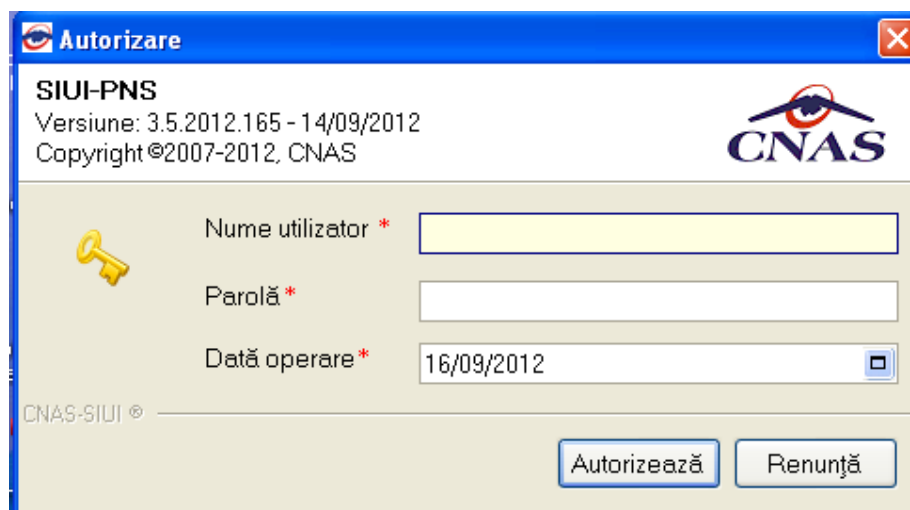 Autorizare
SIUI-PNS
Versiune: 3.5.2012.165 - 14/09/2012
Copyright ©2007-2012, CNAS
CNAS
Nume utilizator *
Parolă *
Dată operare *
16/09/2012
CNAS-SIUI ®
Autorizează
Renunţă